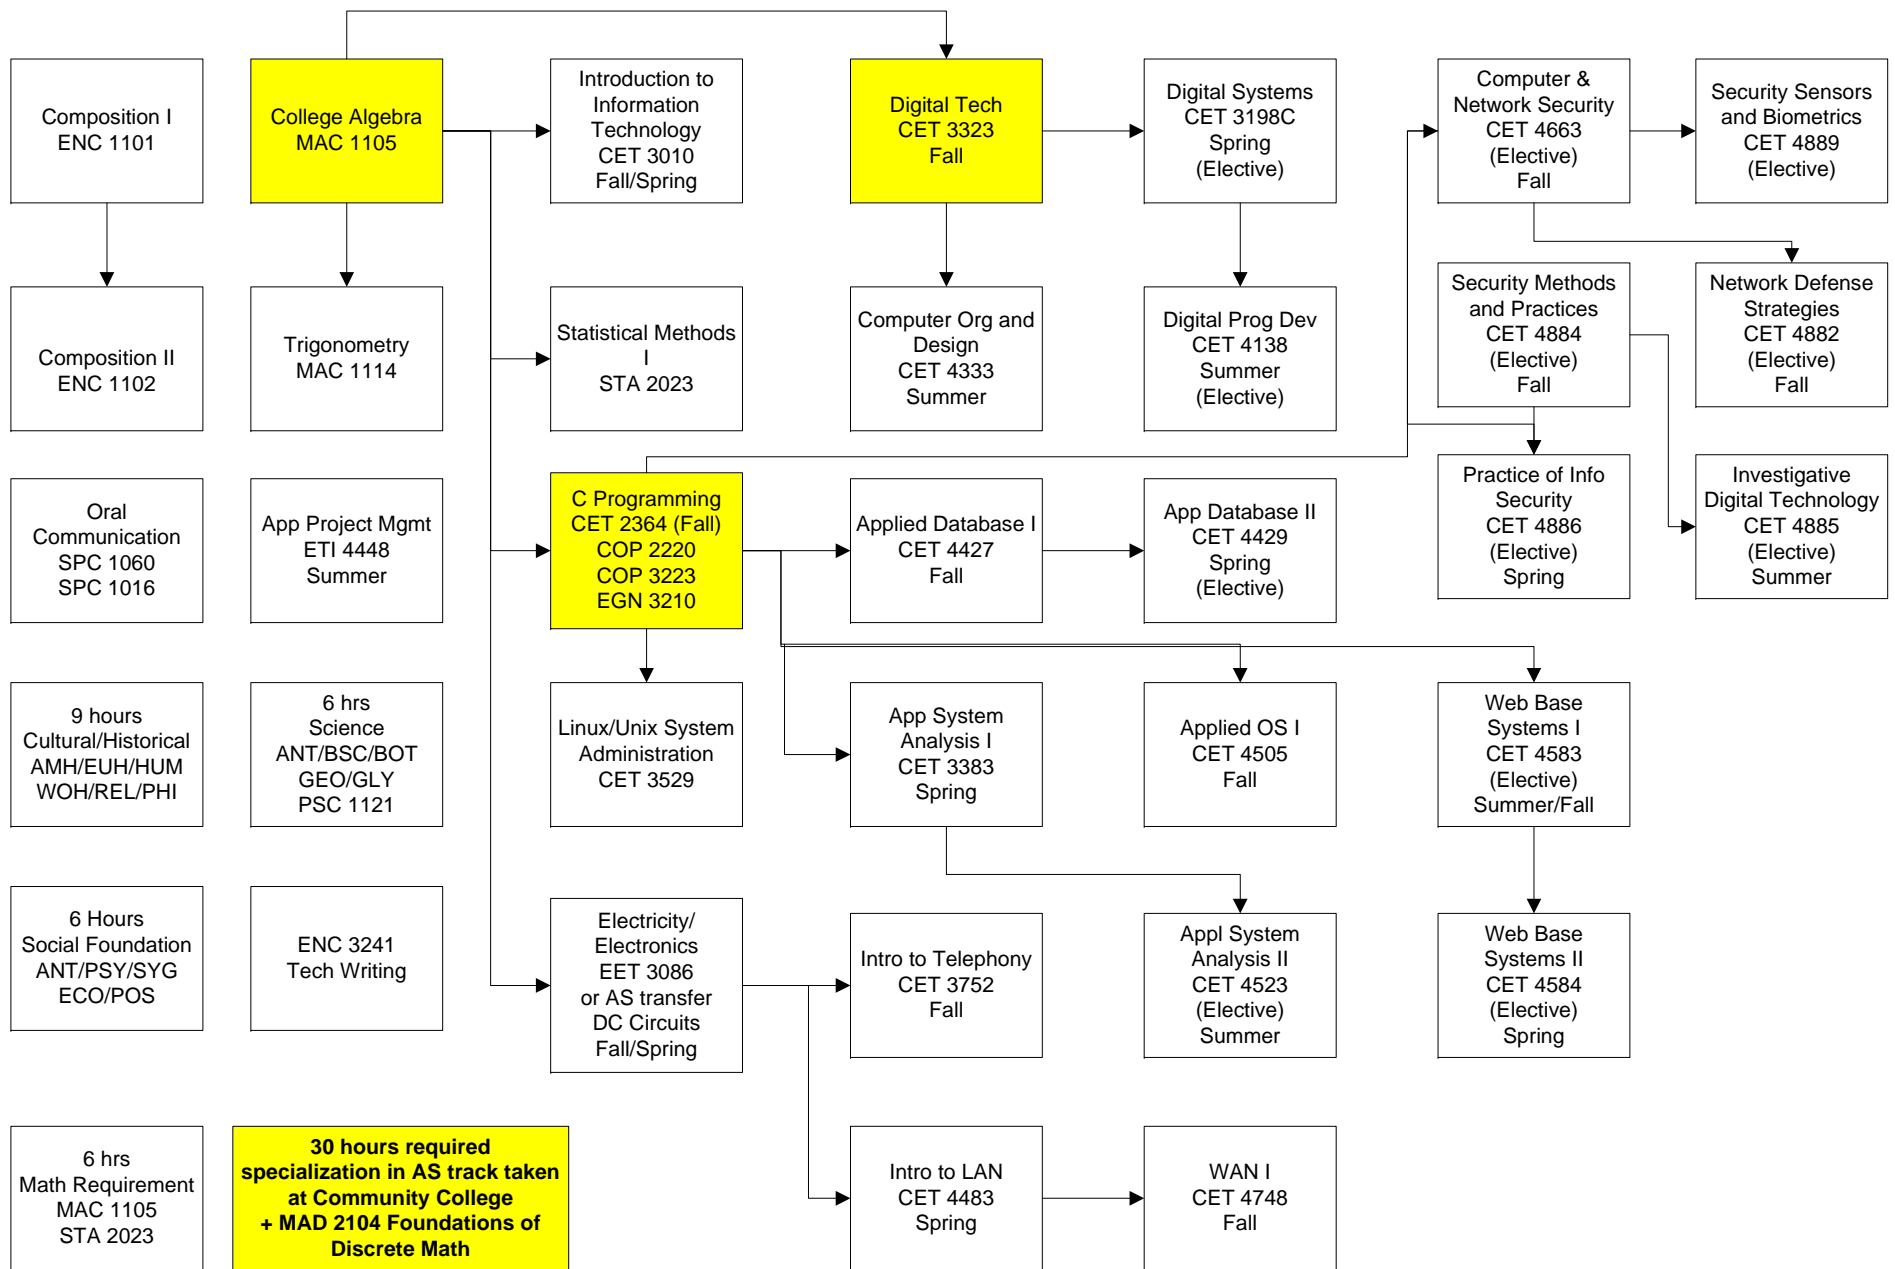 Composition I
ENC 1101
College Algebra
MAC 1105
Introduction to
Information
Technology
CET 3010
Fall/Spring
Digital Tech
CET 3323
Fall
Digital Systems
CET 3198C
Spring
(Elective)
Computer &
Network Security
CET 4663
(Elective)
Fall
Security Sensors
and Biometrics
CET 4889
(Elective)
Composition II
ENC 1102
Trigonometry
MAC 1114
Statistical Methods
I
STA 2023
Computer Org and
Design
CET 4333
Summer
Digital Prog Dev
CET 4138
Summer
(Elective)
Security Methods
and Practices
CET 4884
(Elective)
Fall
Network Defense
Strategies
CET 4882
(Elective)
Fall
Oral
Communication
SPC 1060
SPC 1016
App Project Mgmt
ETI 4448
Summer
C Programming
CET 2364 (Fall)
COP 2220
COP 3223
EGN 3210
Applied Database I
CET 4427
Fall
App Database II
CET 4429
Spring
(Elective)
Practice of Info
Security
CET 4886
(Elective)
Spring
Investigative
Digital Technology
CET 4885
(Elective)
Summer
9 hours
Cultural/Historical
AMH/EUH/HUM
WOH/REL/PHI
6 hrs
Science
ANT/BSC/BOT
GEO/GLY
PSC 1121
Linux/Unix System
Administration
CET 3529
App System
Analysis I
CET 3383
Spring
Applied OS I
CET 4505
Fall
Web Base
Systems I
CET 4583
(Elective)
Summer/Fall
6 Hours
Social Foundation
ANT/PSY/SYG
ECO/POS
ENC 3241
Tech Writing
Electricity/
Electronics
EET 3086
or AS transfer
DC Circuits
Fall/Spring
Intro to Telephony
CET 3752
Fall
Appl System
Analysis II
CET 4523
(Elective)
Summer
Web Base
Systems II
CET 4584
(Elective)
Spring
6 hrs
Math Requirement
MAC 1105
STA 2023
30 hours required
specialization in AS track taken
at Community College
+ MAD 2104 Foundations of
Discrete Math
Intro to LAN
CET 4483
Spring
WAN I
CET 4748
Fall